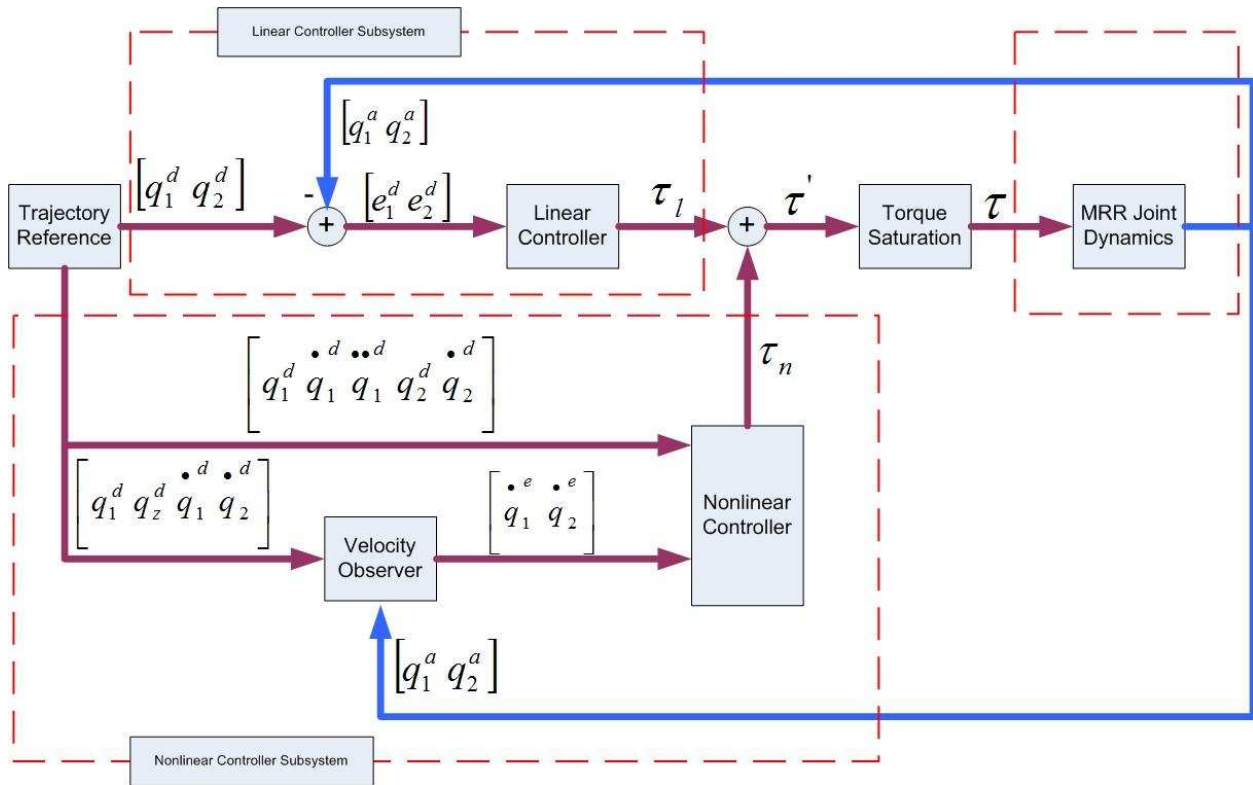 Linear Controller Subsystem
[q₁ᵃ q₂ᵃ]
[q₁ᵈ q₂ᵈ]
-
[e₁ᵈ e₂ᵈ]
τₗ
τ'
τ
Trajectory
Reference
+
Linear
Controller
+
Torque
Saturation
MRR Joint
Dynamics
[q₁ᵈ q̇₁ᵈ q̈₁ᵈ q₂ᵈ q̇₂ᵈ]
τₙ
[q₁ᵈ q_zᵈ q̇₁ᵈ q̇₂ᵈ]
[q̇₁ᵉ q̇₂ᵉ]
Nonlinear
Controller
Velocity
Observer
[q₁ᵃ q₂ᵃ]
Nonlinear Controller Subsystem